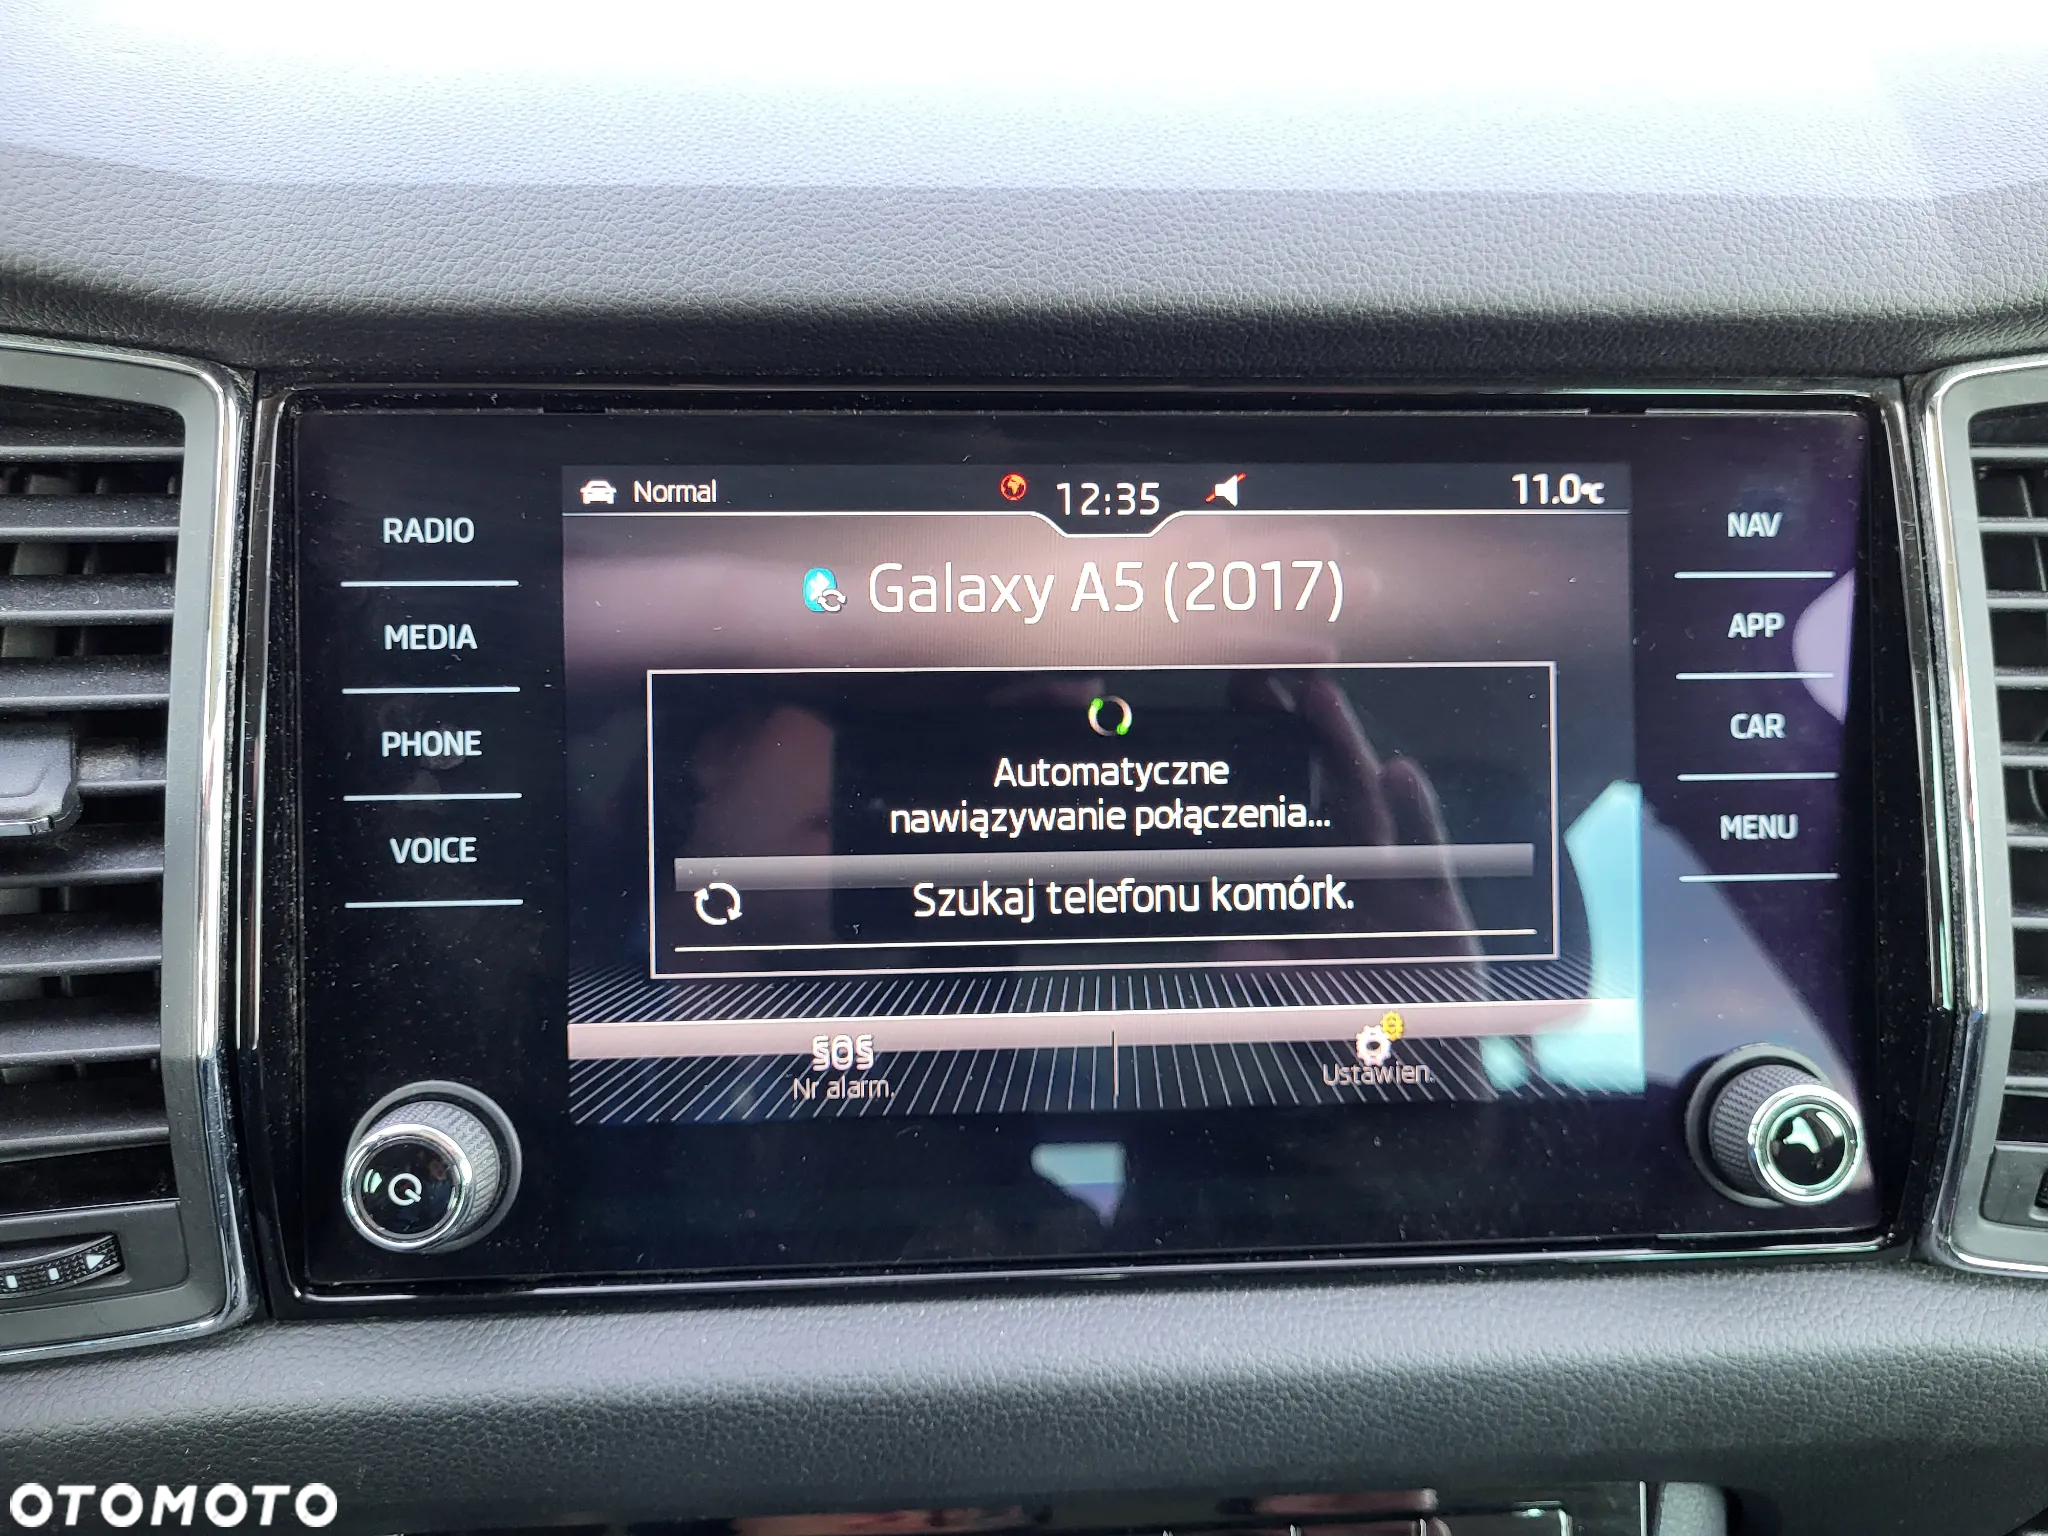 Normal
12:35
11.0°C
RADIO
MEDIA
PHONE
VOICE
Galaxy A5 (2017)
Automatyczne
nawiązywanie połączenia...
Szukaj telefonu komórk.
SOS
Nr alarm.
Ustawien.
NAV
APP
CAR
MENU
OTOMOTO